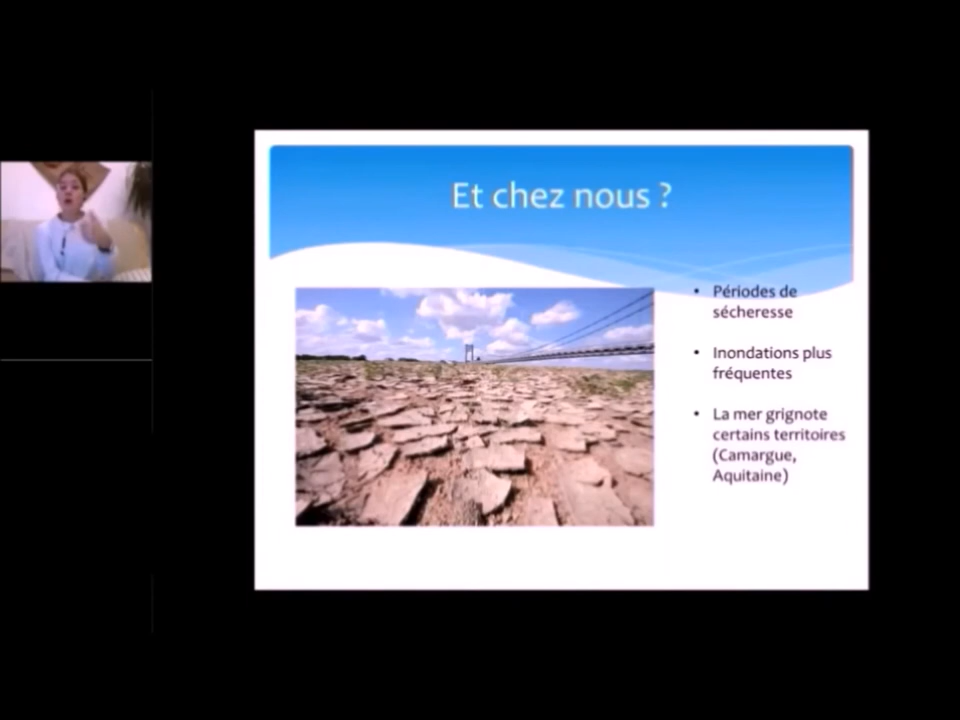 Et chez nous ?
• Périodes de
sécheresse
• Inondations plus
fréquentes
• La mer grignote
certains territoires
(Camargue,
Aquitaine)